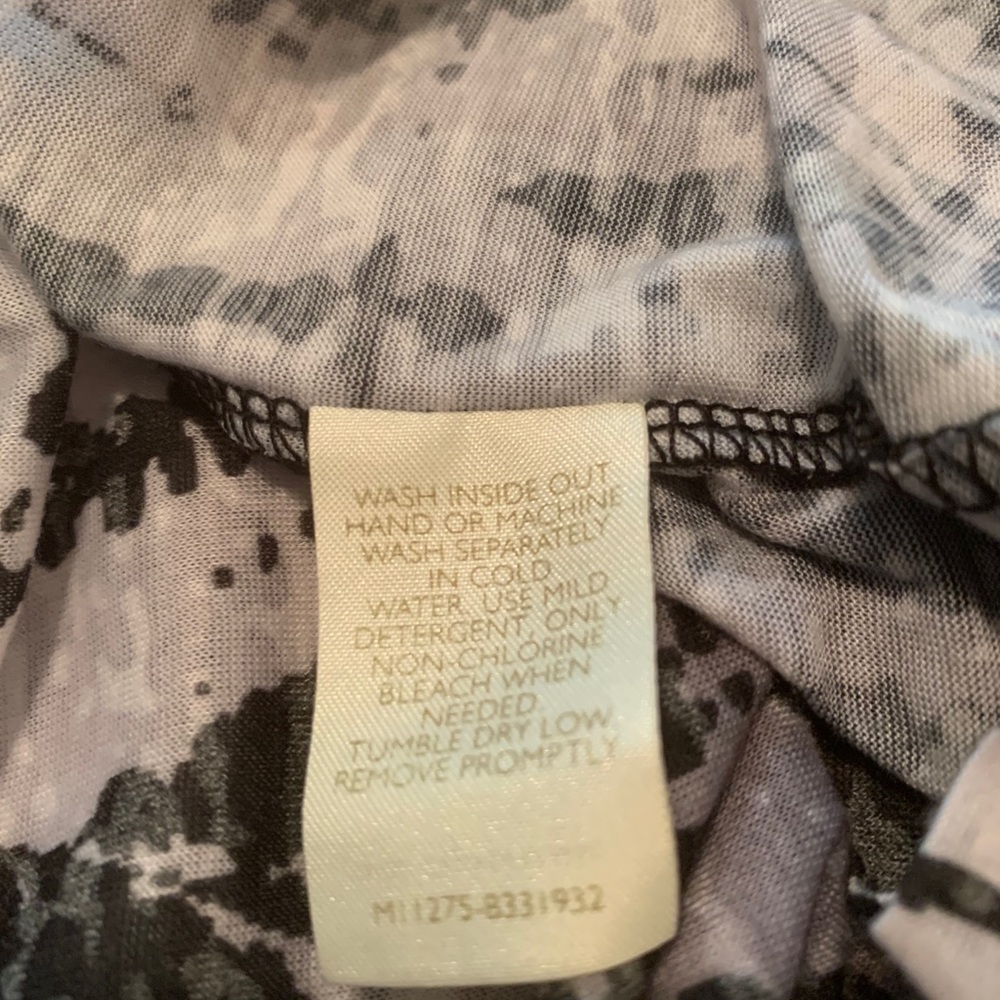 WASH INSIDE OUT
HAND OR MACHINE
WASH SEPARATELY
IN COLD
WATER. USE MILD
DETERGENT, ONLY
NON-CHLORINE
BLEACH WHEN
NEEDED.
TUMBLE DRY LOW.
REMOVE PROMPTLY.
M11275-8331932